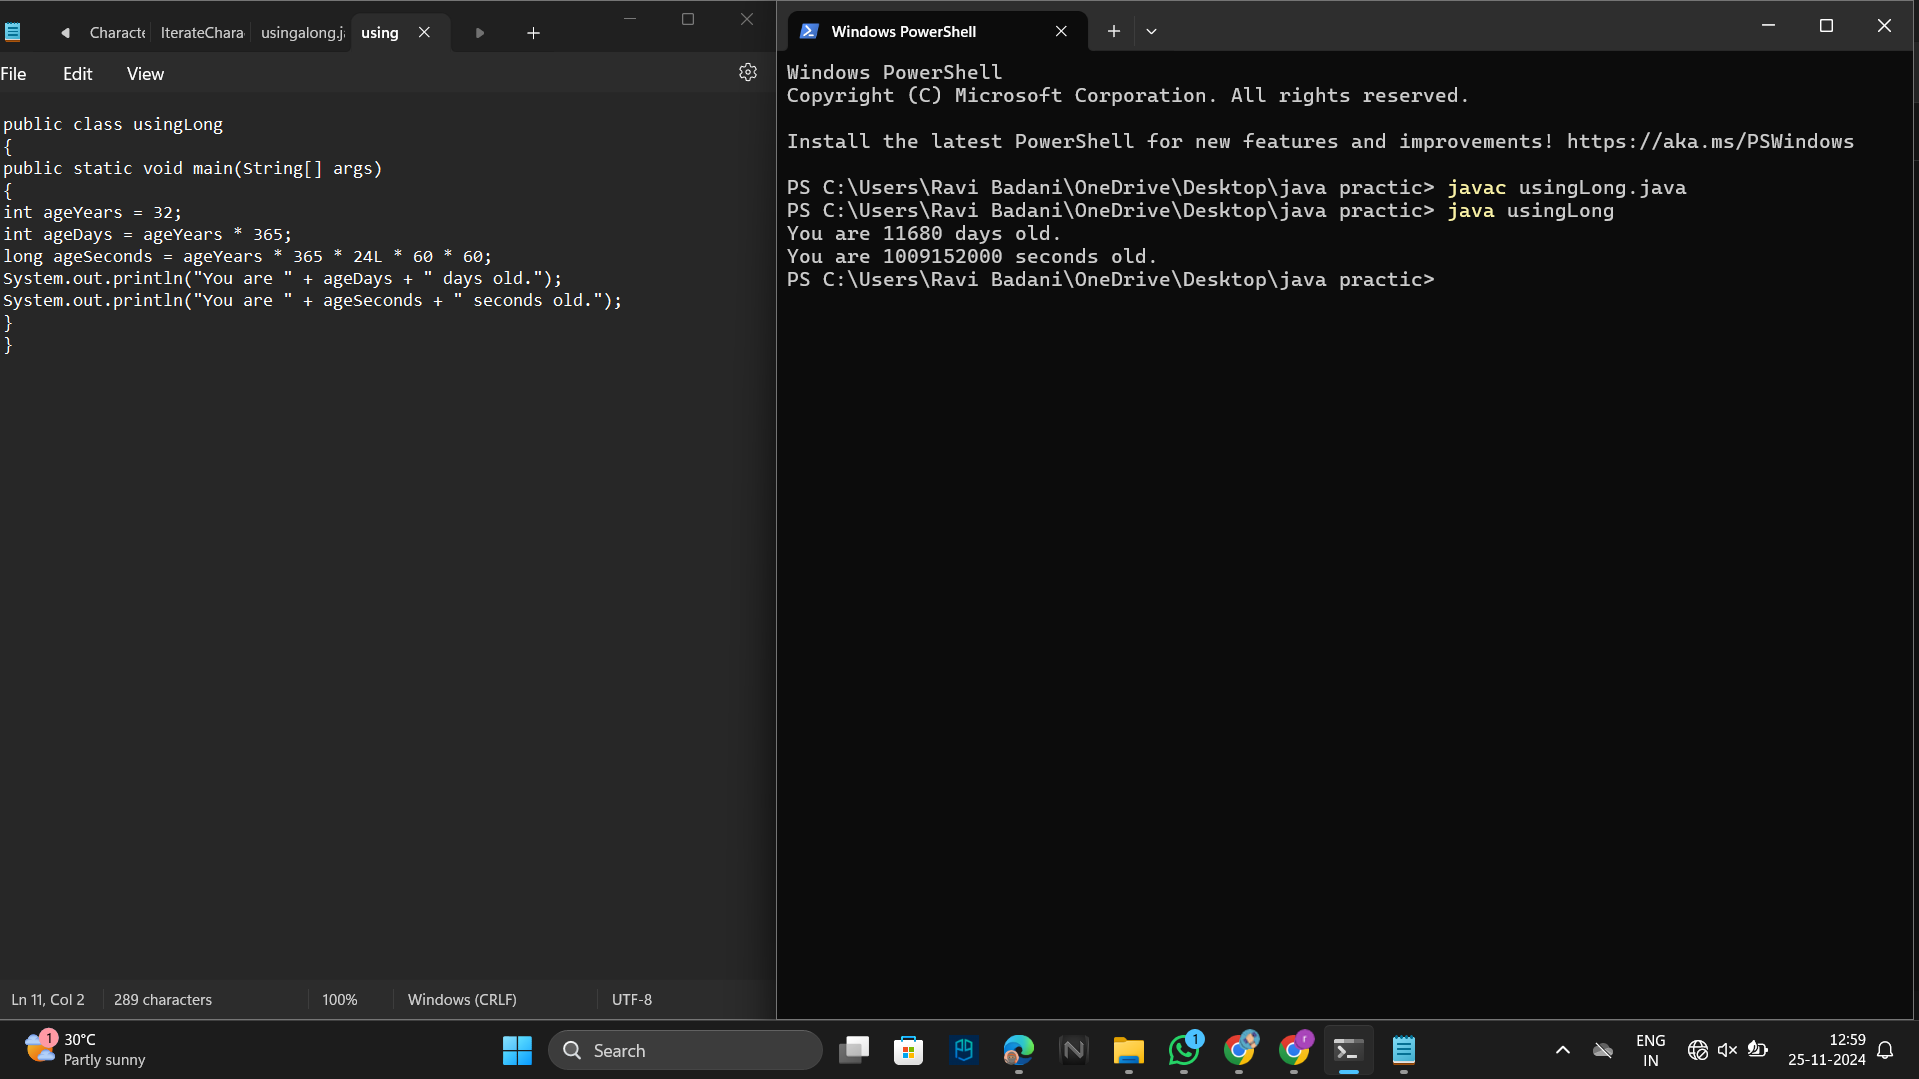 Characte IterateChara usingalong.j using
File Edit View
public class usingLong
{
public static void main(String[] args)
{
int ageYears = 32;
int ageDays = ageYears * 365;
long ageSeconds = ageYears * 365 * 24L * 60 * 60;
System.out.println("You are " + ageDays + " days old.");
System.out.println("You are " + ageSeconds + " seconds old.");
}
}
Ln 11, Col 2 289 characters 100% Windows (CRLF) UTF-8
Windows PowerShell
Windows PowerShell
Copyright (C) Microsoft Corporation. All rights reserved.
Install the latest PowerShell for new features and improvements! https://aka.ms/PSWindows
PS C:\Users\Ravi Badani\OneDrive\Desktop\java practic> javac usingLong.java
PS C:\Users\Ravi Badani\OneDrive\Desktop\java practic> java usingLong
You are 11680 days old.
You are 1009152000 seconds old.
PS C:\Users\Ravi Badani\OneDrive\Desktop\java practic>
1
30°C
Partly sunny
Search
1
r
ENG
IN
12:59
25-11-2024